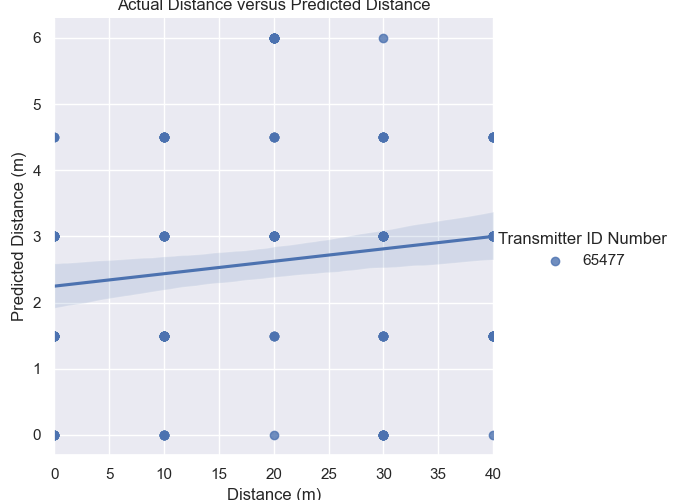 Actual Distance versus Predicted Distance
6
5
4
3
2
1
0
Predicted Distance (m)
0 5 10 15 20 25 30 35 40
Distance (m)
Transmitter ID Number
65477